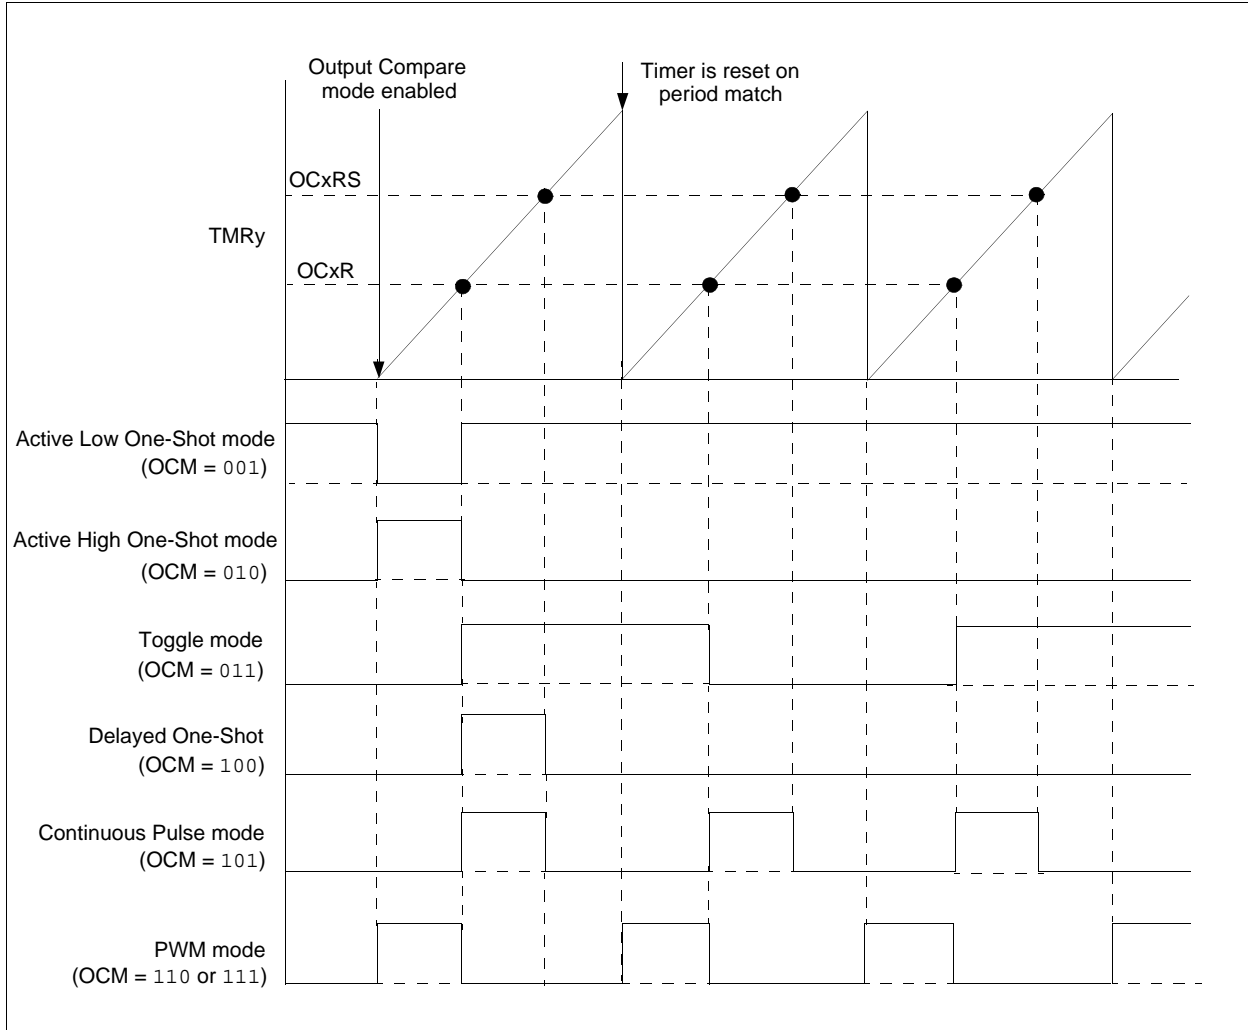 Output Compare
mode enabled
Timer is reset on
period match
OCxRS
TMRy
OCxR
Active Low One-Shot mode
(OCM = 001)
Active High One-Shot mode
(OCM = 010)
Toggle mode
(OCM = 011)
Delayed One-Shot
(OCM = 100)
Continuous Pulse mode
(OCM = 101)
PWM mode
(OCM = 110 or 111)